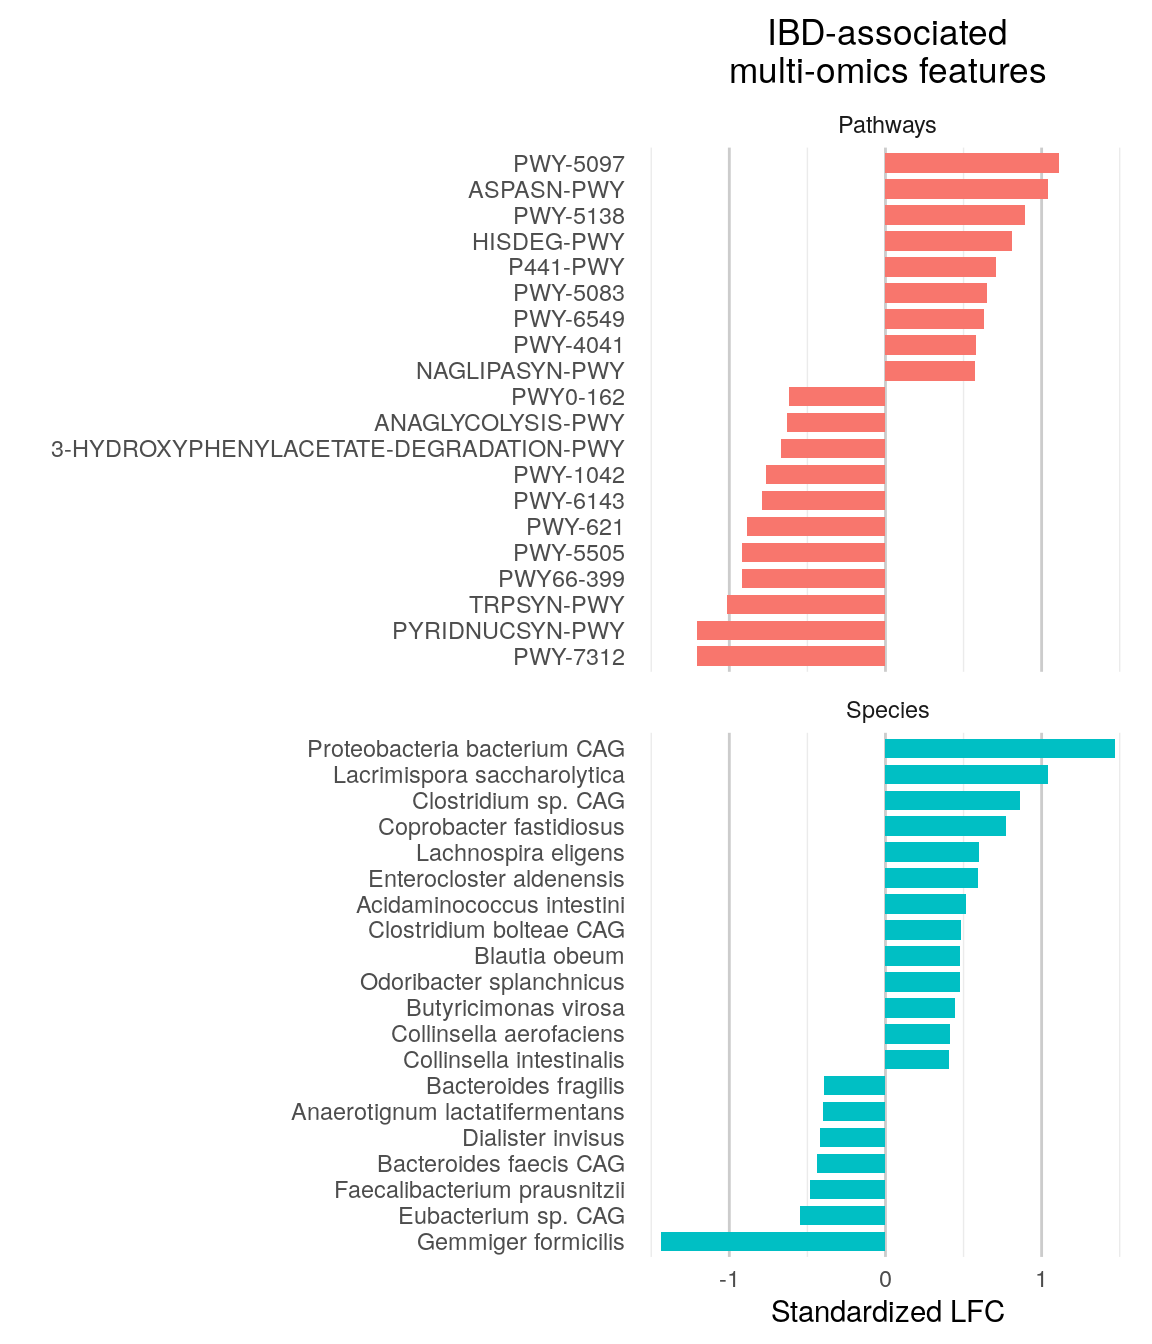 IBD-associated
multi-omics features
Pathways
PWY-5097
ASPASN-PWY
PWY-5138
HISDEG-PWY
P441-PWY
PWY-5083
PWY-6549
PWY-4041
NAGLIPASYN-PWY
PWY0-162
ANAGLYCOLYSIS-PWY
3-HYDROXYPHENYLACETATE-DEGRADATION-PWY
PWY-1042
PWY-6143
PWY-621
PWY-5505
PWY66-399
TRPSYN-PWY
PYRIDNUCSYN-PWY
PWY-7312
Species
Proteobacteria bacterium CAG
Lacrimispora saccharolytica
Clostridium sp. CAG
Coprobacter fastidiosus
Lachnospira eligens
Enterocloster aldenensis
Acidaminococcus intestini
Clostridium bolteae CAG
Blautia obeum
Odoribacter splanchnicus
Butyricimonas virosa
Collinsella aerofaciens
Collinsella intestinalis
Bacteroides fragilis
Anaerotignum lactatifermentans
Dialister invisus
Bacteroides faecis CAG
Faecalibacterium prausnitzii
Eubacterium sp. CAG
Gemmiger formicilis
-1 0 1
Standardized LFC